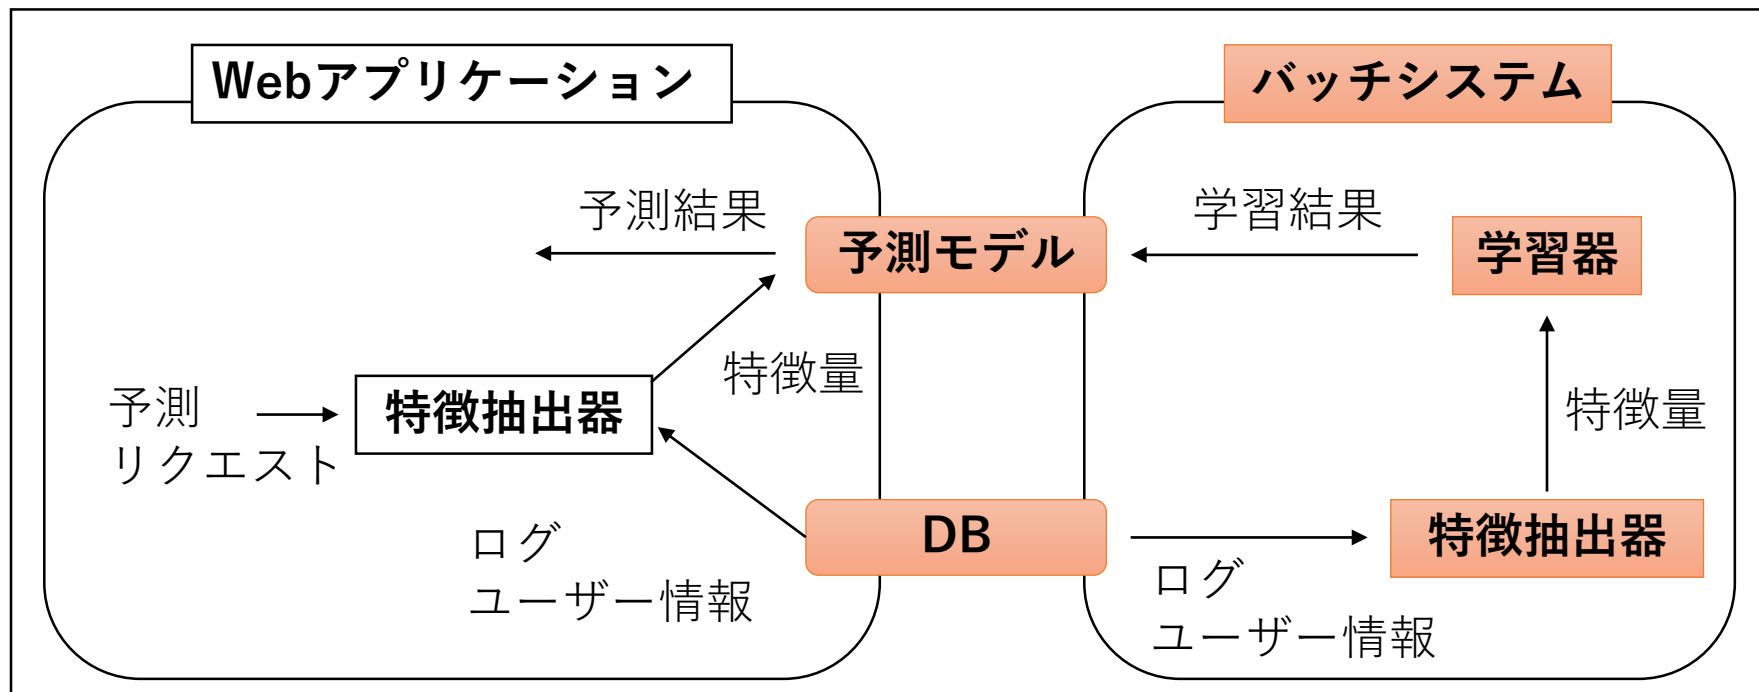 Webアプリケーション
バッチシステム
予測結果
学習結果
予測モデル
学習器
特徴量
予測
リクエスト
特徴抽出器
特徴量
DB
特徴抽出器
ログ
ユーザー情報
ログ
ユーザー情報